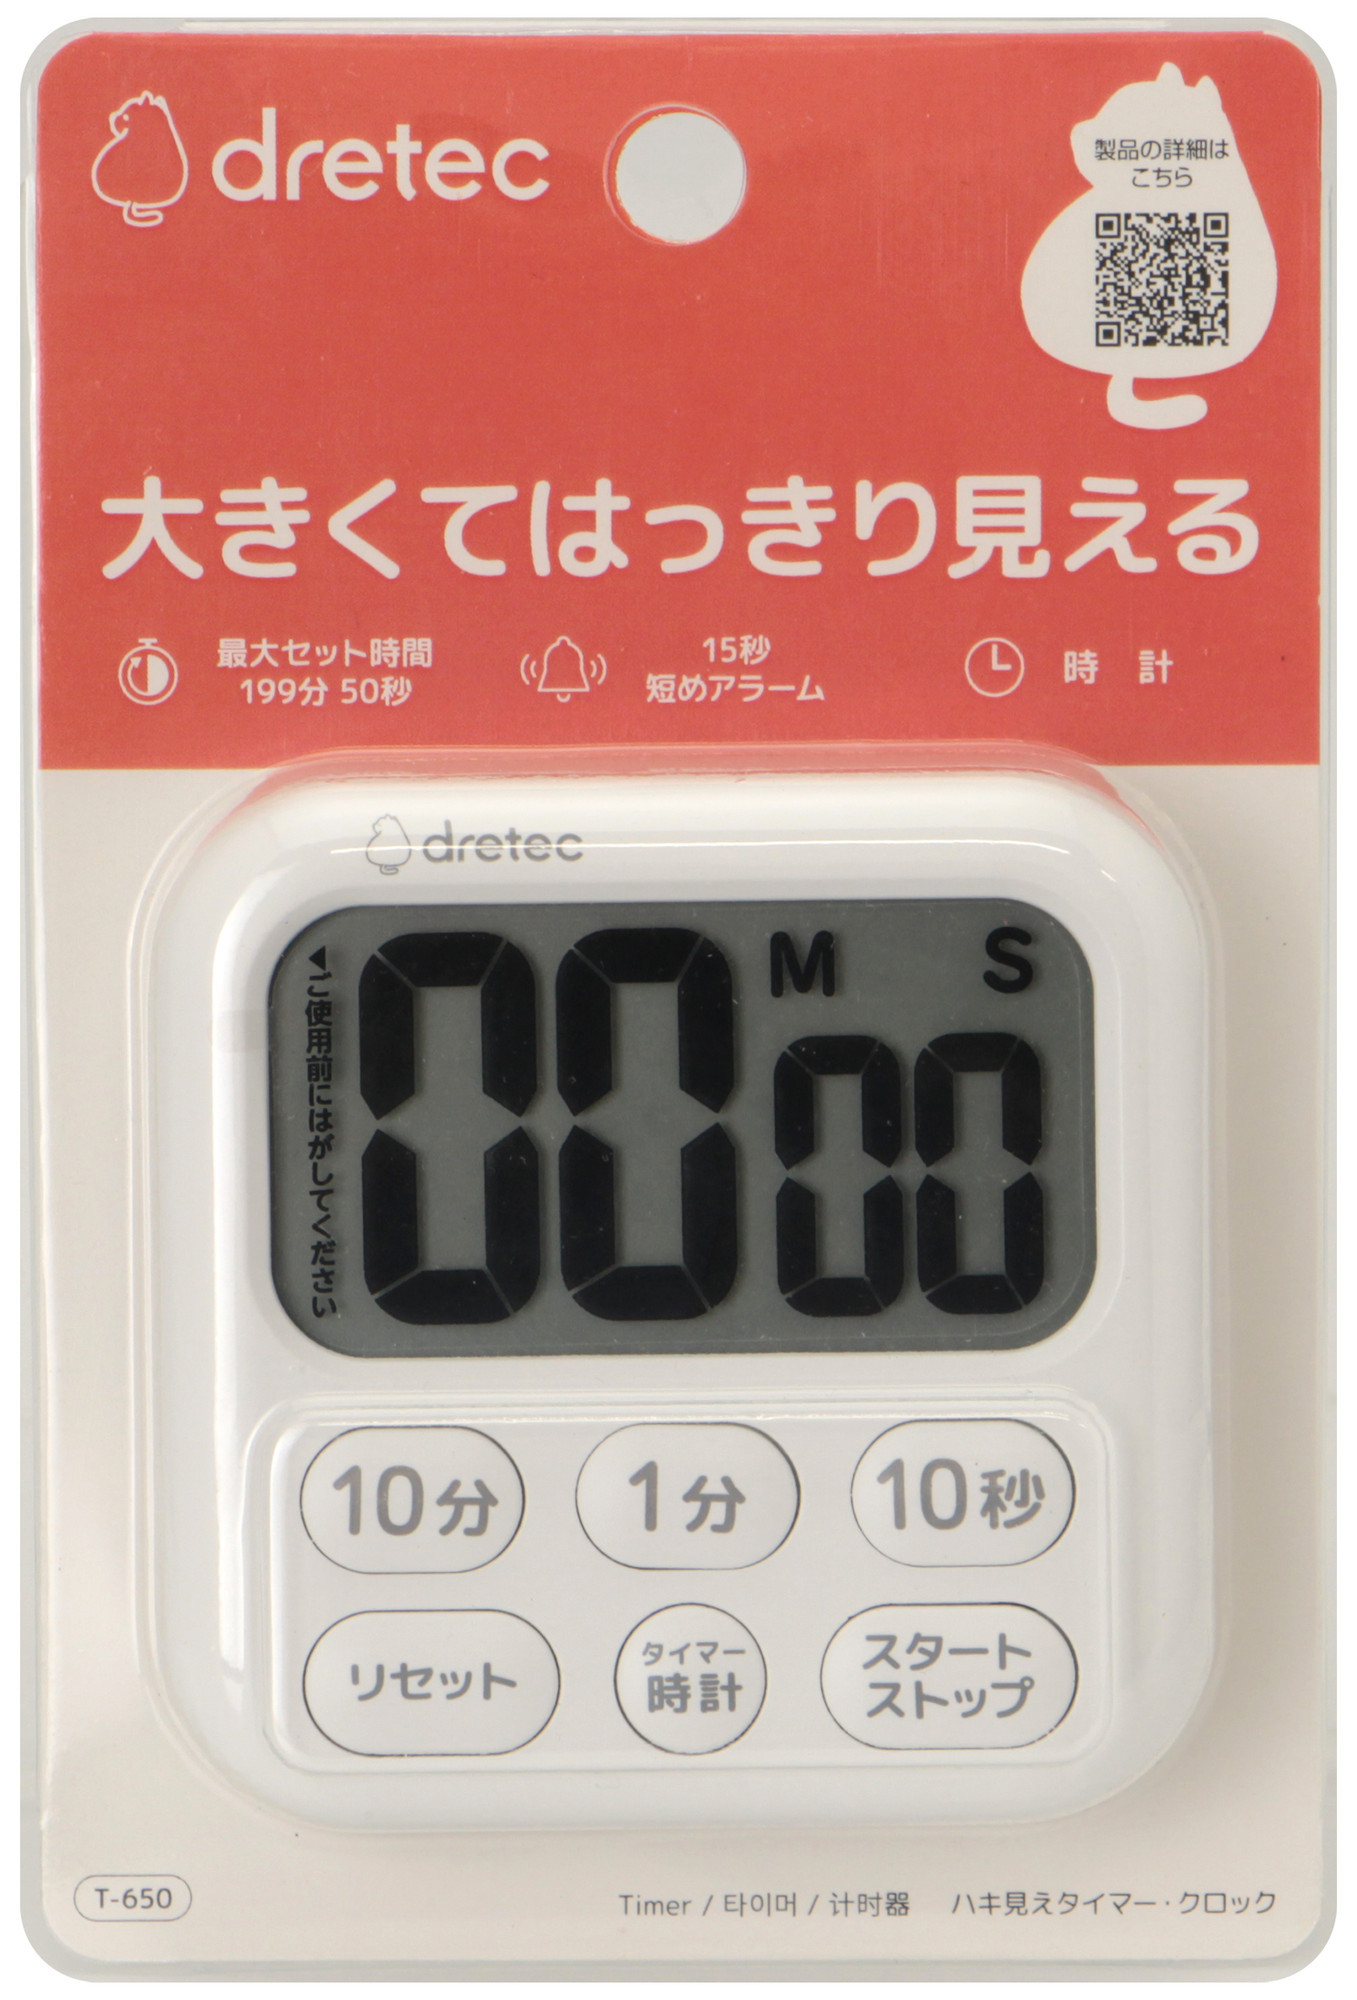 dretec
製品の詳細は
こちら
大きくてはっきり見える
最大セット時間
199分 50秒
15秒
短めアラーム
時 計
dretec
◀ご使用前にはがしてください
M S
00 00
10分 1分 10秒
リセット
タイマー
時計
スタート
ストップ
T-650
Timer / 타이머 / 计时器 ハキ見えタイマー・クロック